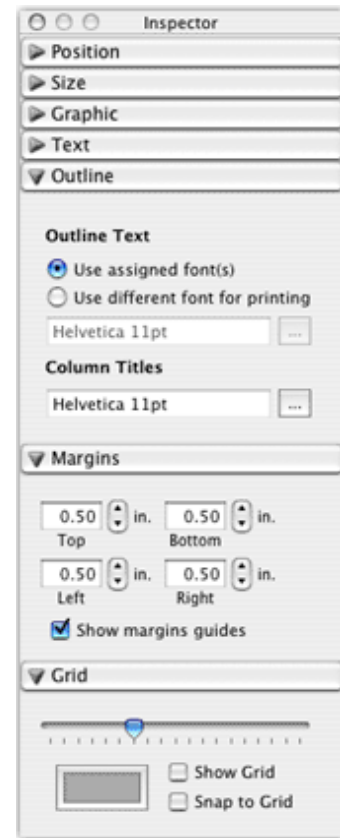 Inspector
Position
Size
Graphic
Text
Outline
Outline Text
Use assigned font(s)
Use different font for printing
Helvetica 11pt ...
Column Titles
Helvetica 11pt ...
Margins
0.50 in. 0.50 in.
Top Bottom
0.50 in. 0.50 in.
Left Right
Show margins guides
Grid
Show Grid
Snap to Grid